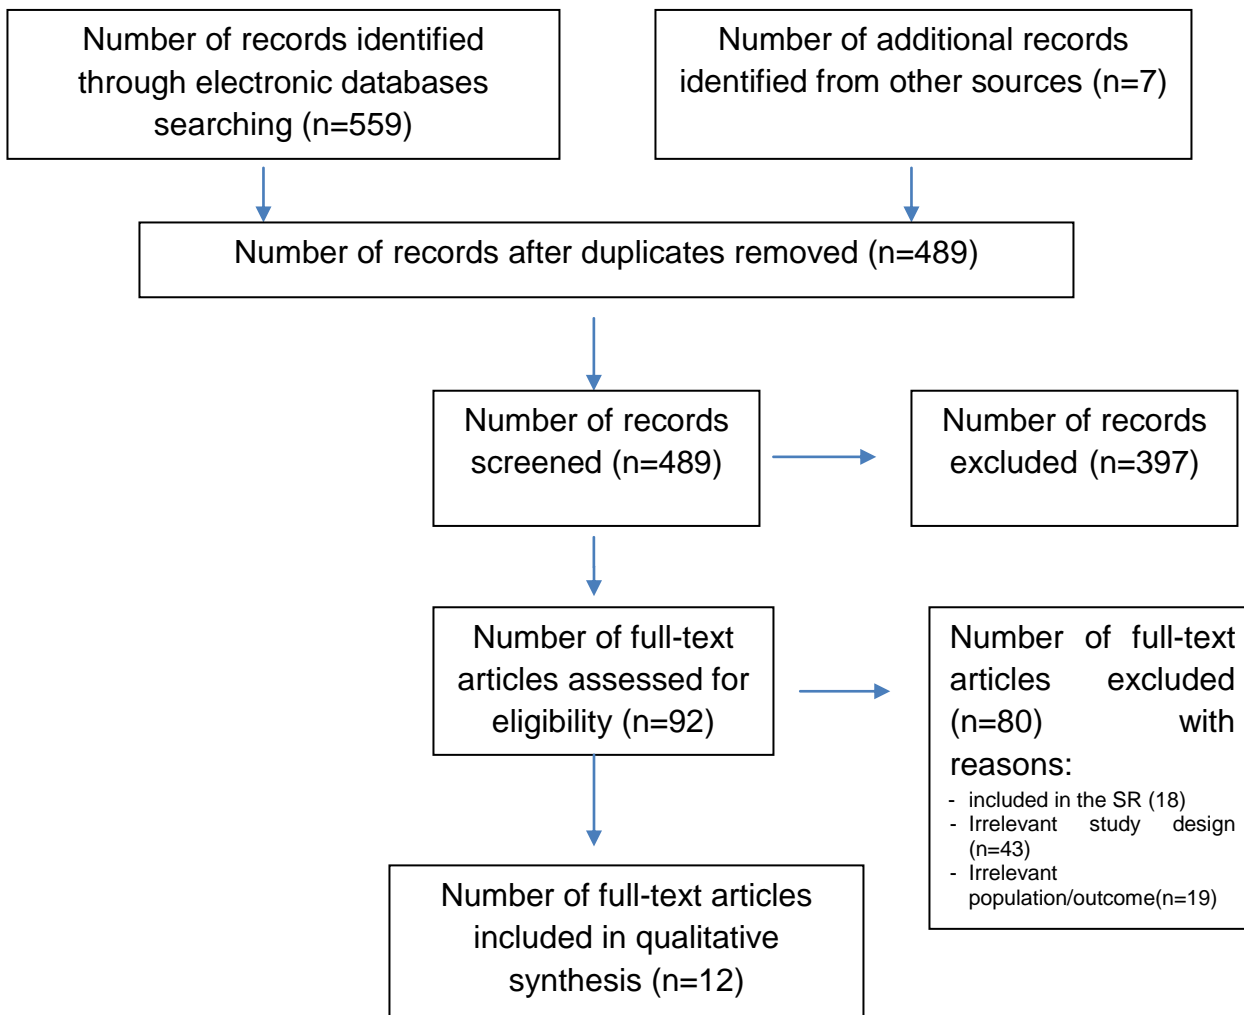 Number of records identified
through electronic databases
searching (n=559)
Number of additional records
identified from other sources (n=7)
Number of records after duplicates removed (n=489)
Number of records
screened (n=489)
Number of records
excluded (n=397)
Number of full-text
articles assessed for
eligibility (n=92)
Number of full-text
articles excluded
(n=80) with
reasons:
- included in the SR (18)
- Irrelevant study design
(n=43)
- Irrelevant
population/outcome(n=19)
Number of full-text articles
included in qualitative
synthesis (n=12)